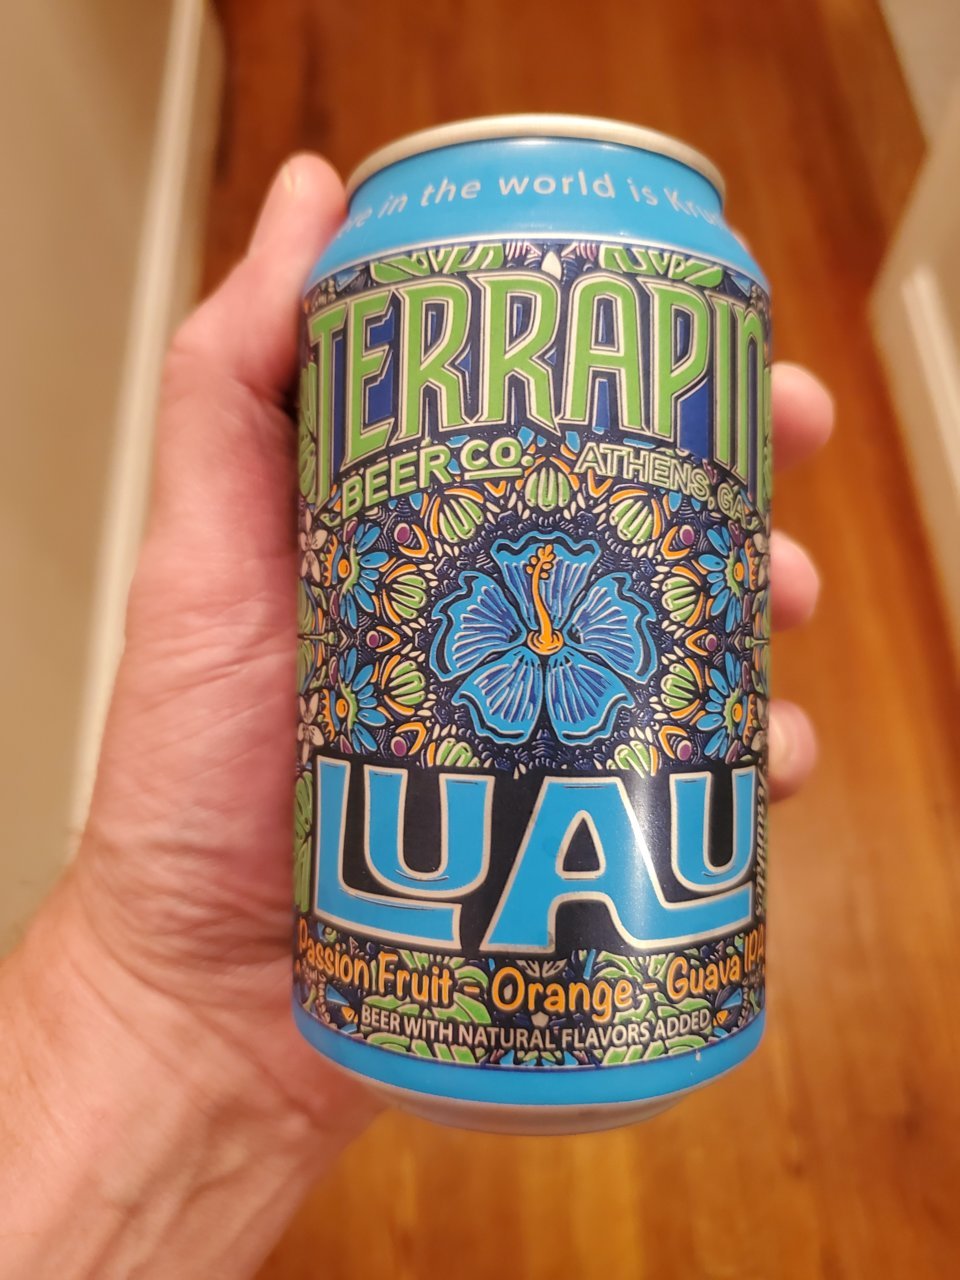 in the world is
TERRAPIN
BEER CO. ATHENS, GA
LUAU
Passion Fruit - Orange - Guava IPA
BEER WITH NATURAL FLAVORS ADDED